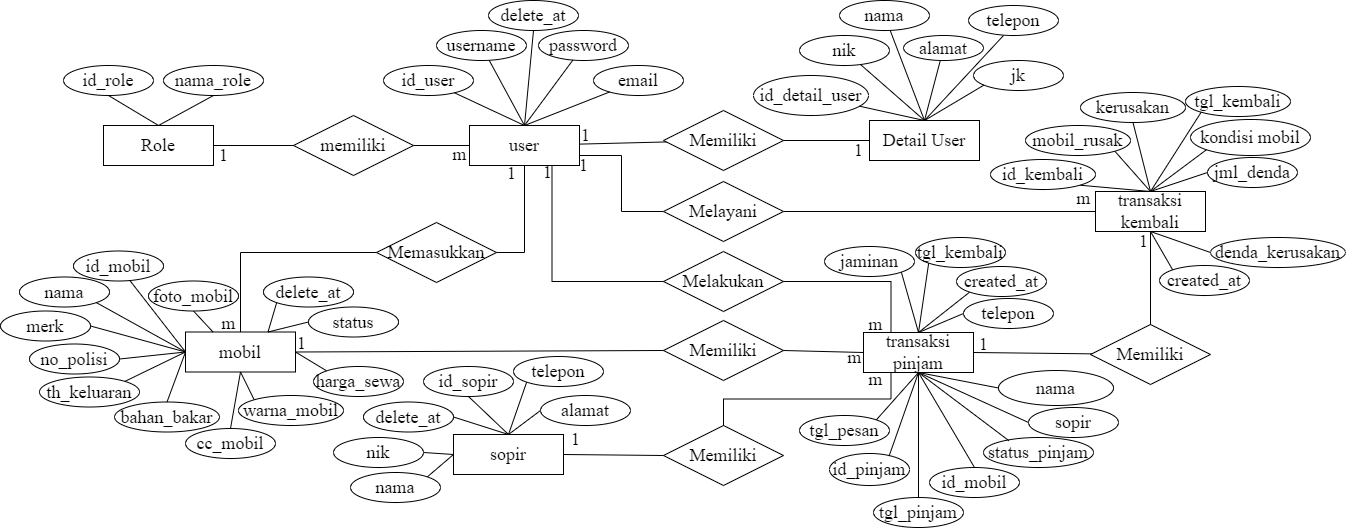 delete_at
username
password
id_user
email
id_role
nama_role
Role
1
memiliki
m
user
1
Memiliki
1
Detail User
nama
telepon
nik
alamat
jk
id_detail_user
1
1
1
Melayani
m
transaksi
kembali
kerusakan
tgl_kembali
mobil_rusak
kondisi mobil
id_kembali
jml_denda
1
denda_kerusakan
created_at
Memasukkan
Melakukan
m
id_mobil
nama
foto_mobil
delete_at
merk
status
no_polisi
m
mobil
1
th_keluaran
harga_sewa
bahan_bakar
warna_mobil
cc_mobil
Memiliki
m
transaksi
pinjam
1
Memiliki
jaminan
tgl_kembali
created_at
telepon
m
nama
sopir
tgl_pesan
status_pinjam
id_pinjam
id_mobil
tgl_pinjam
id_sopir
telepon
delete_at
alamat
nik
sopir
1
Memiliki
nama